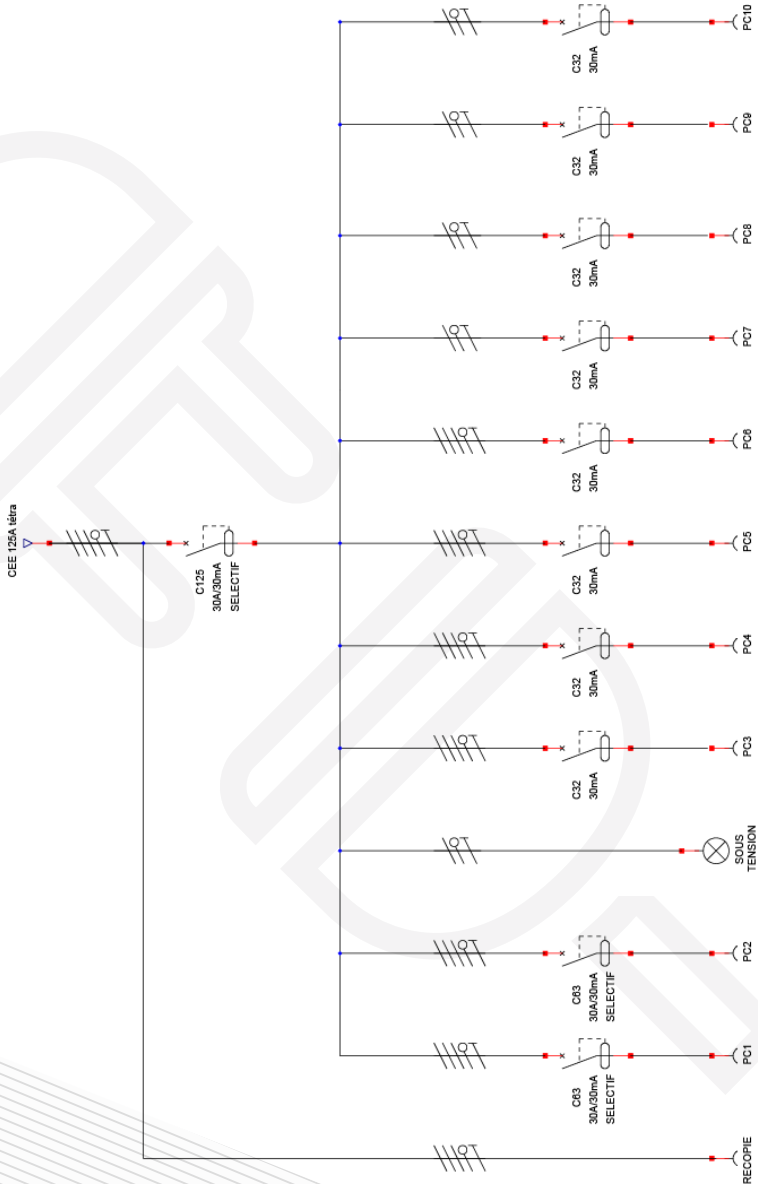 CEE 125A tétra
C125
30A/30mA
SELECTIF
C63
30A/30mA
SELECTIF
C63
30A/30mA
SELECTIF
C32
30mA
C32
30mA
C32
30mA
C32
30mA
C32
30mA
C32
30mA
C32
30mA
C32
30mA
RECOPIE
PC1
PC2
SOUS
TENSION
PC3
PC4
PC5
PC6
PC7
PC8
PC9
PC10